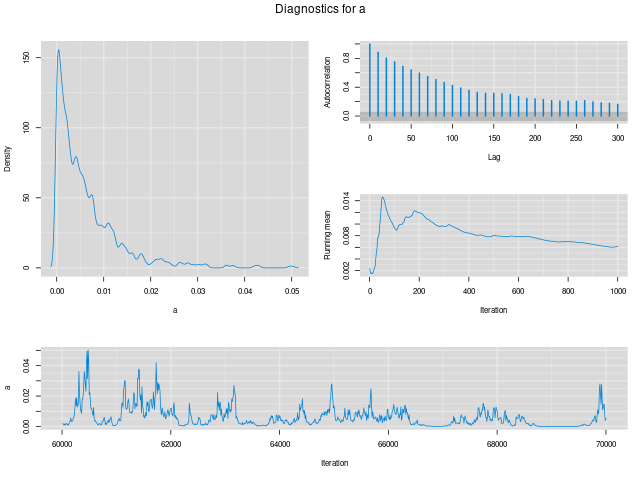 Diagnostics for a
Density
150
100
50
0
0.00 0.01 0.02 0.03 0.04 0.05
a
Autocorrelation
0.8
0.4
0.0
0 50 100 150 200 250 300
Lag
Running mean
0.014
0.008
0.002
0 200 400 600 800 1000
Iteration
a
0.04
0.02
0.00
60000 62000 64000 66000 68000 70000
Iteration